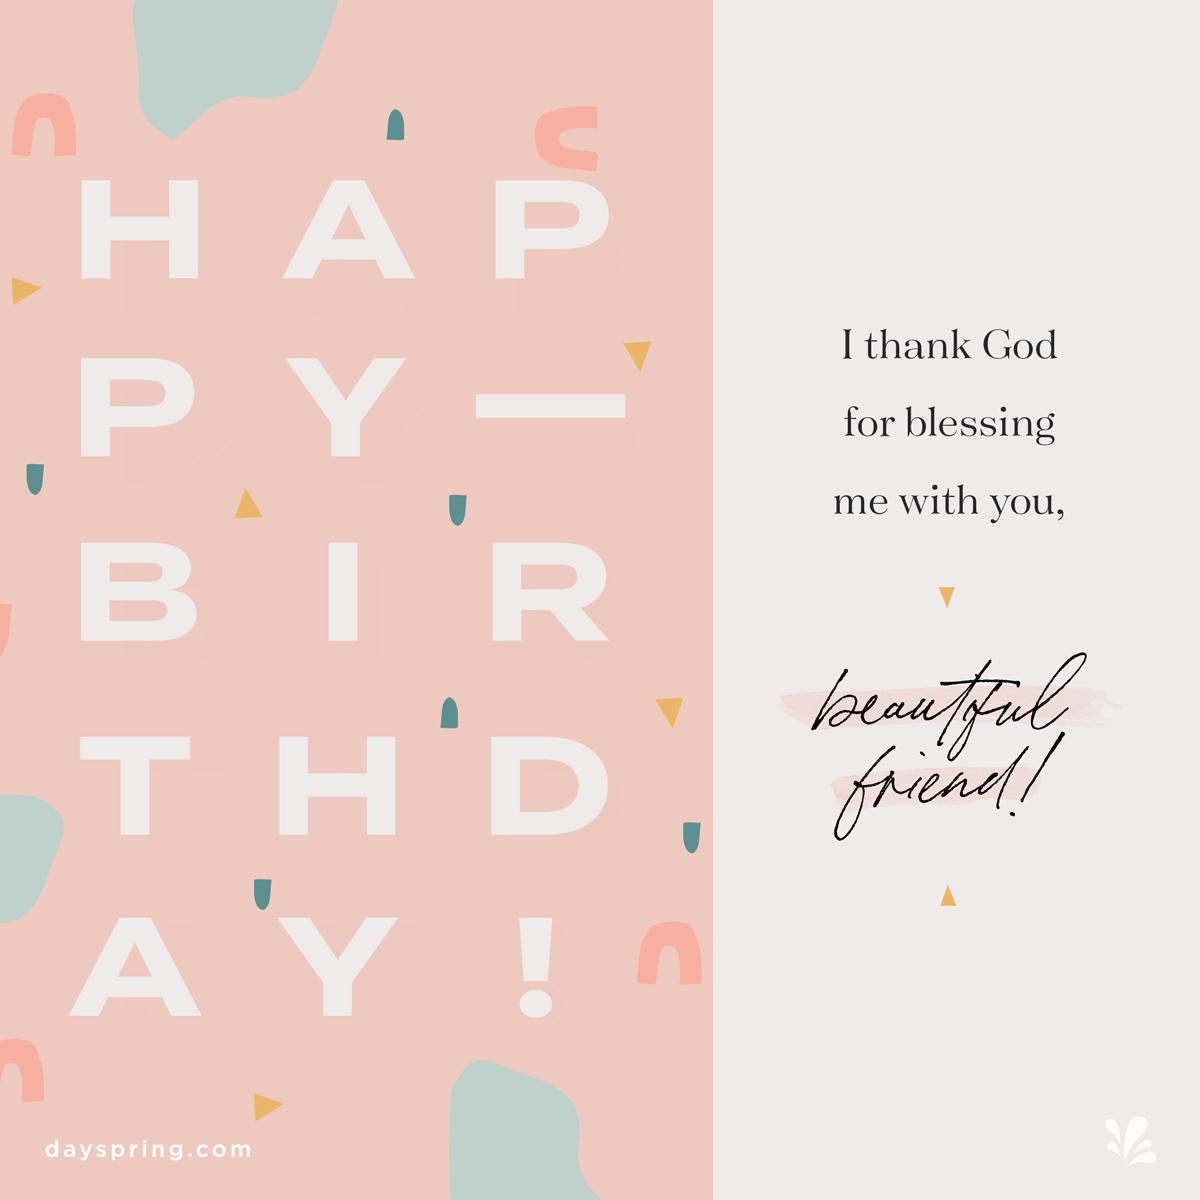 HAP
PY—
BIR
THD
AY!
dayspring.com
I thank God
for blessing
me with you,
beautiful
friend!